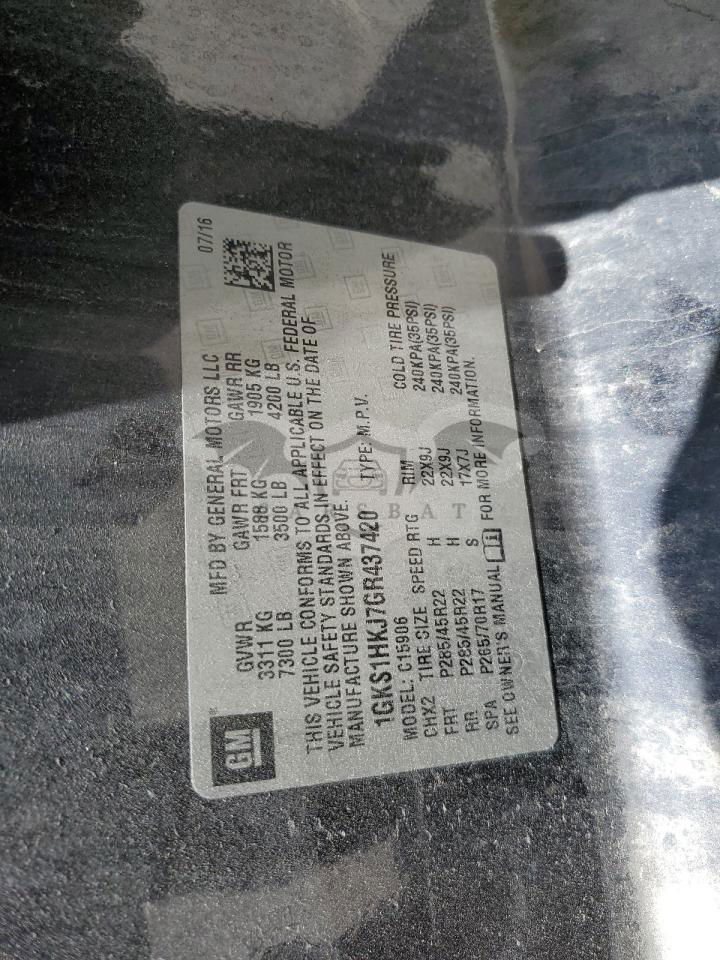 MFD BY GENERAL MOTORS LLC 07/16
GM
GVWR GAWR FRT GAWR RR
3311 KG 1588 KG 1905 KG
7300 LB 3500 LB 4200 LB
THIS VEHICLE CONFORMS TO ALL APPLICABLE U.S. FEDERAL MOTOR
VEHICLE SAFETY STANDARDS IN EFFECT ON THE DATE OF
MANUFACTURE SHOWN ABOVE.
1GKS1HKJ7GR437420 TYPE: M.P.V.
MODEL: C15906
CHX2 TIRE SIZE SPEED RTG RIM COLD TIRE PRESSURE
FRT P285/45R22 H 22X9J 240KPA(35PSI)
RR P285/45R22 H 22X9J 240KPA(35PSI)
SPA P265/70R17 S 17X7J 240KPA(35PSI)
SEE OWNER'S MANUAL FOR MORE INFORMATION.